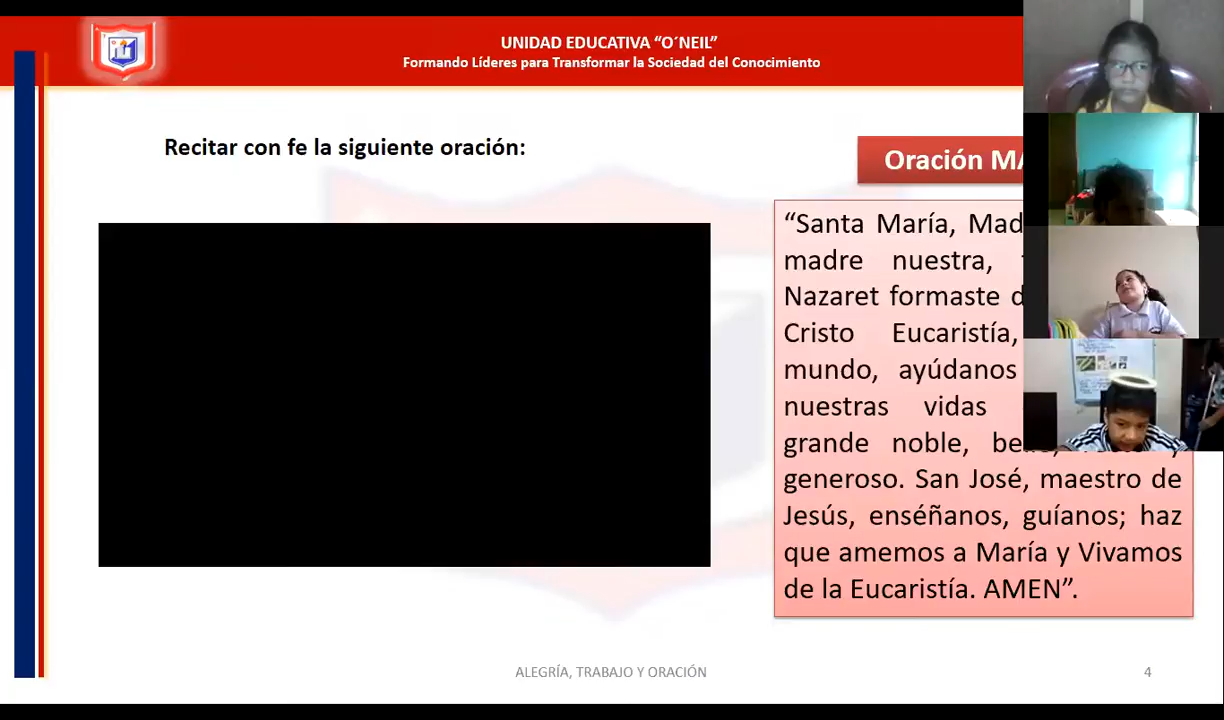 UNIDAD EDUCATIVA “O´NEIL”
Formando Líderes para Transformar la Sociedad del Conocimiento
Recitar con fe la siguiente oración:
Oración
“Santa María,
madre nuestra,
Nazaret formaste
Cristo Eucaristía,
mundo, ayúdanos
nuestras vidas
grande noble,
generoso. San José, maestro de
Jesús, enséñanos, guíanos; haz
que amemos a María y Vivamos
de la Eucaristía. AMEN”.
ALEGRÍA, TRABAJO Y ORACIÓN
4